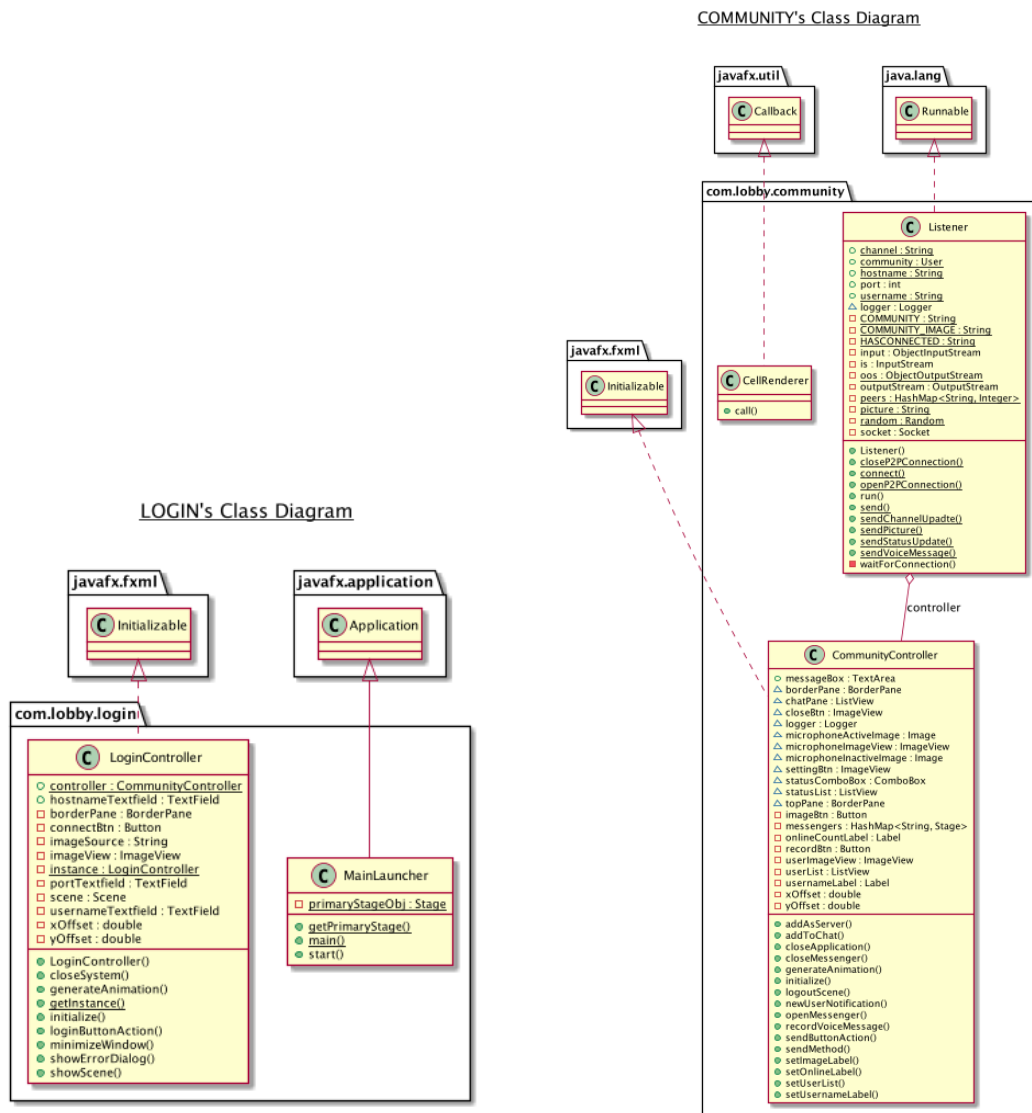 COMMUNITY's Class Diagram
javafx.util
C Callback
java.lang
C Runnable
com.lobby.community
C Listener
channel : String
community : User
hostname : String
port : int
username : String
logger : Logger
COMMUNITY : String
COMMUNITY_IMAGE : String
HASCONNECTED : String
input : ObjectInputStream
is : InputStream
oos : ObjectOutputStream
outputStream : OutputStream
peers : HashMap<String, Integer>
picture : String
random : Random
socket : Socket
Listener()
closeP2PConnection()
connect()
openP2PConnection()
run()
send()
sendChannelUpadte()
sendPicture()
sendStatusUpdate()
sendVoiceMessage()
waitForConnection()
javafx.fxml
C Initializable
C CellRenderer
call()
controller
C CommunityController
messageBox : TextArea
borderPane : BorderPane
chatPane : ListView
closeBtn : ImageView
logger : Logger
microphoneActiveImage : Image
microphoneImageView : ImageView
microphoneInactiveImage : Image
settingBtn : ImageView
statusComboBox : ComboBox
statusList : ListView
topPane : BorderPane
imageBtn : Button
messengers : HashMap<String, Stage>
onlineCountLabel : Label
recordBtn : Button
userImageView : ImageView
userList : ListView
usernameLabel : Label
xOffset : double
yOffset : double
addAsServer()
addToChat()
closeApplication()
closeMessenger()
generateAnimation()
initialize()
logoutScene()
newUserNotification()
openMessenger()
recordVoiceMessage()
sendButtonAction()
sendMethod()
setImageLabel()
setOnlineLabel()
setUserList()
setUsernameLabel()
LOGIN's Class Diagram
javafx.fxml
C Initializable
javafx.application
C Application
com.lobby.login
C LoginController
controller : CommunityController
hostnameTextfield : TextField
borderPane : BorderPane
connectBtn : Button
imageSource : String
imageView : ImageView
instance : LoginController
portTextfield : TextField
scene : Scene
usernameTextfield : TextField
xOffset : double
yOffset : double
LoginController()
closeSystem()
generateAnimation()
getInstance()
initialize()
loginButtonAction()
minimizeWindow()
showErrorDialog()
showScene()
C MainLauncher
primaryStageObj : Stage
getPrimaryStage()
main()
start()